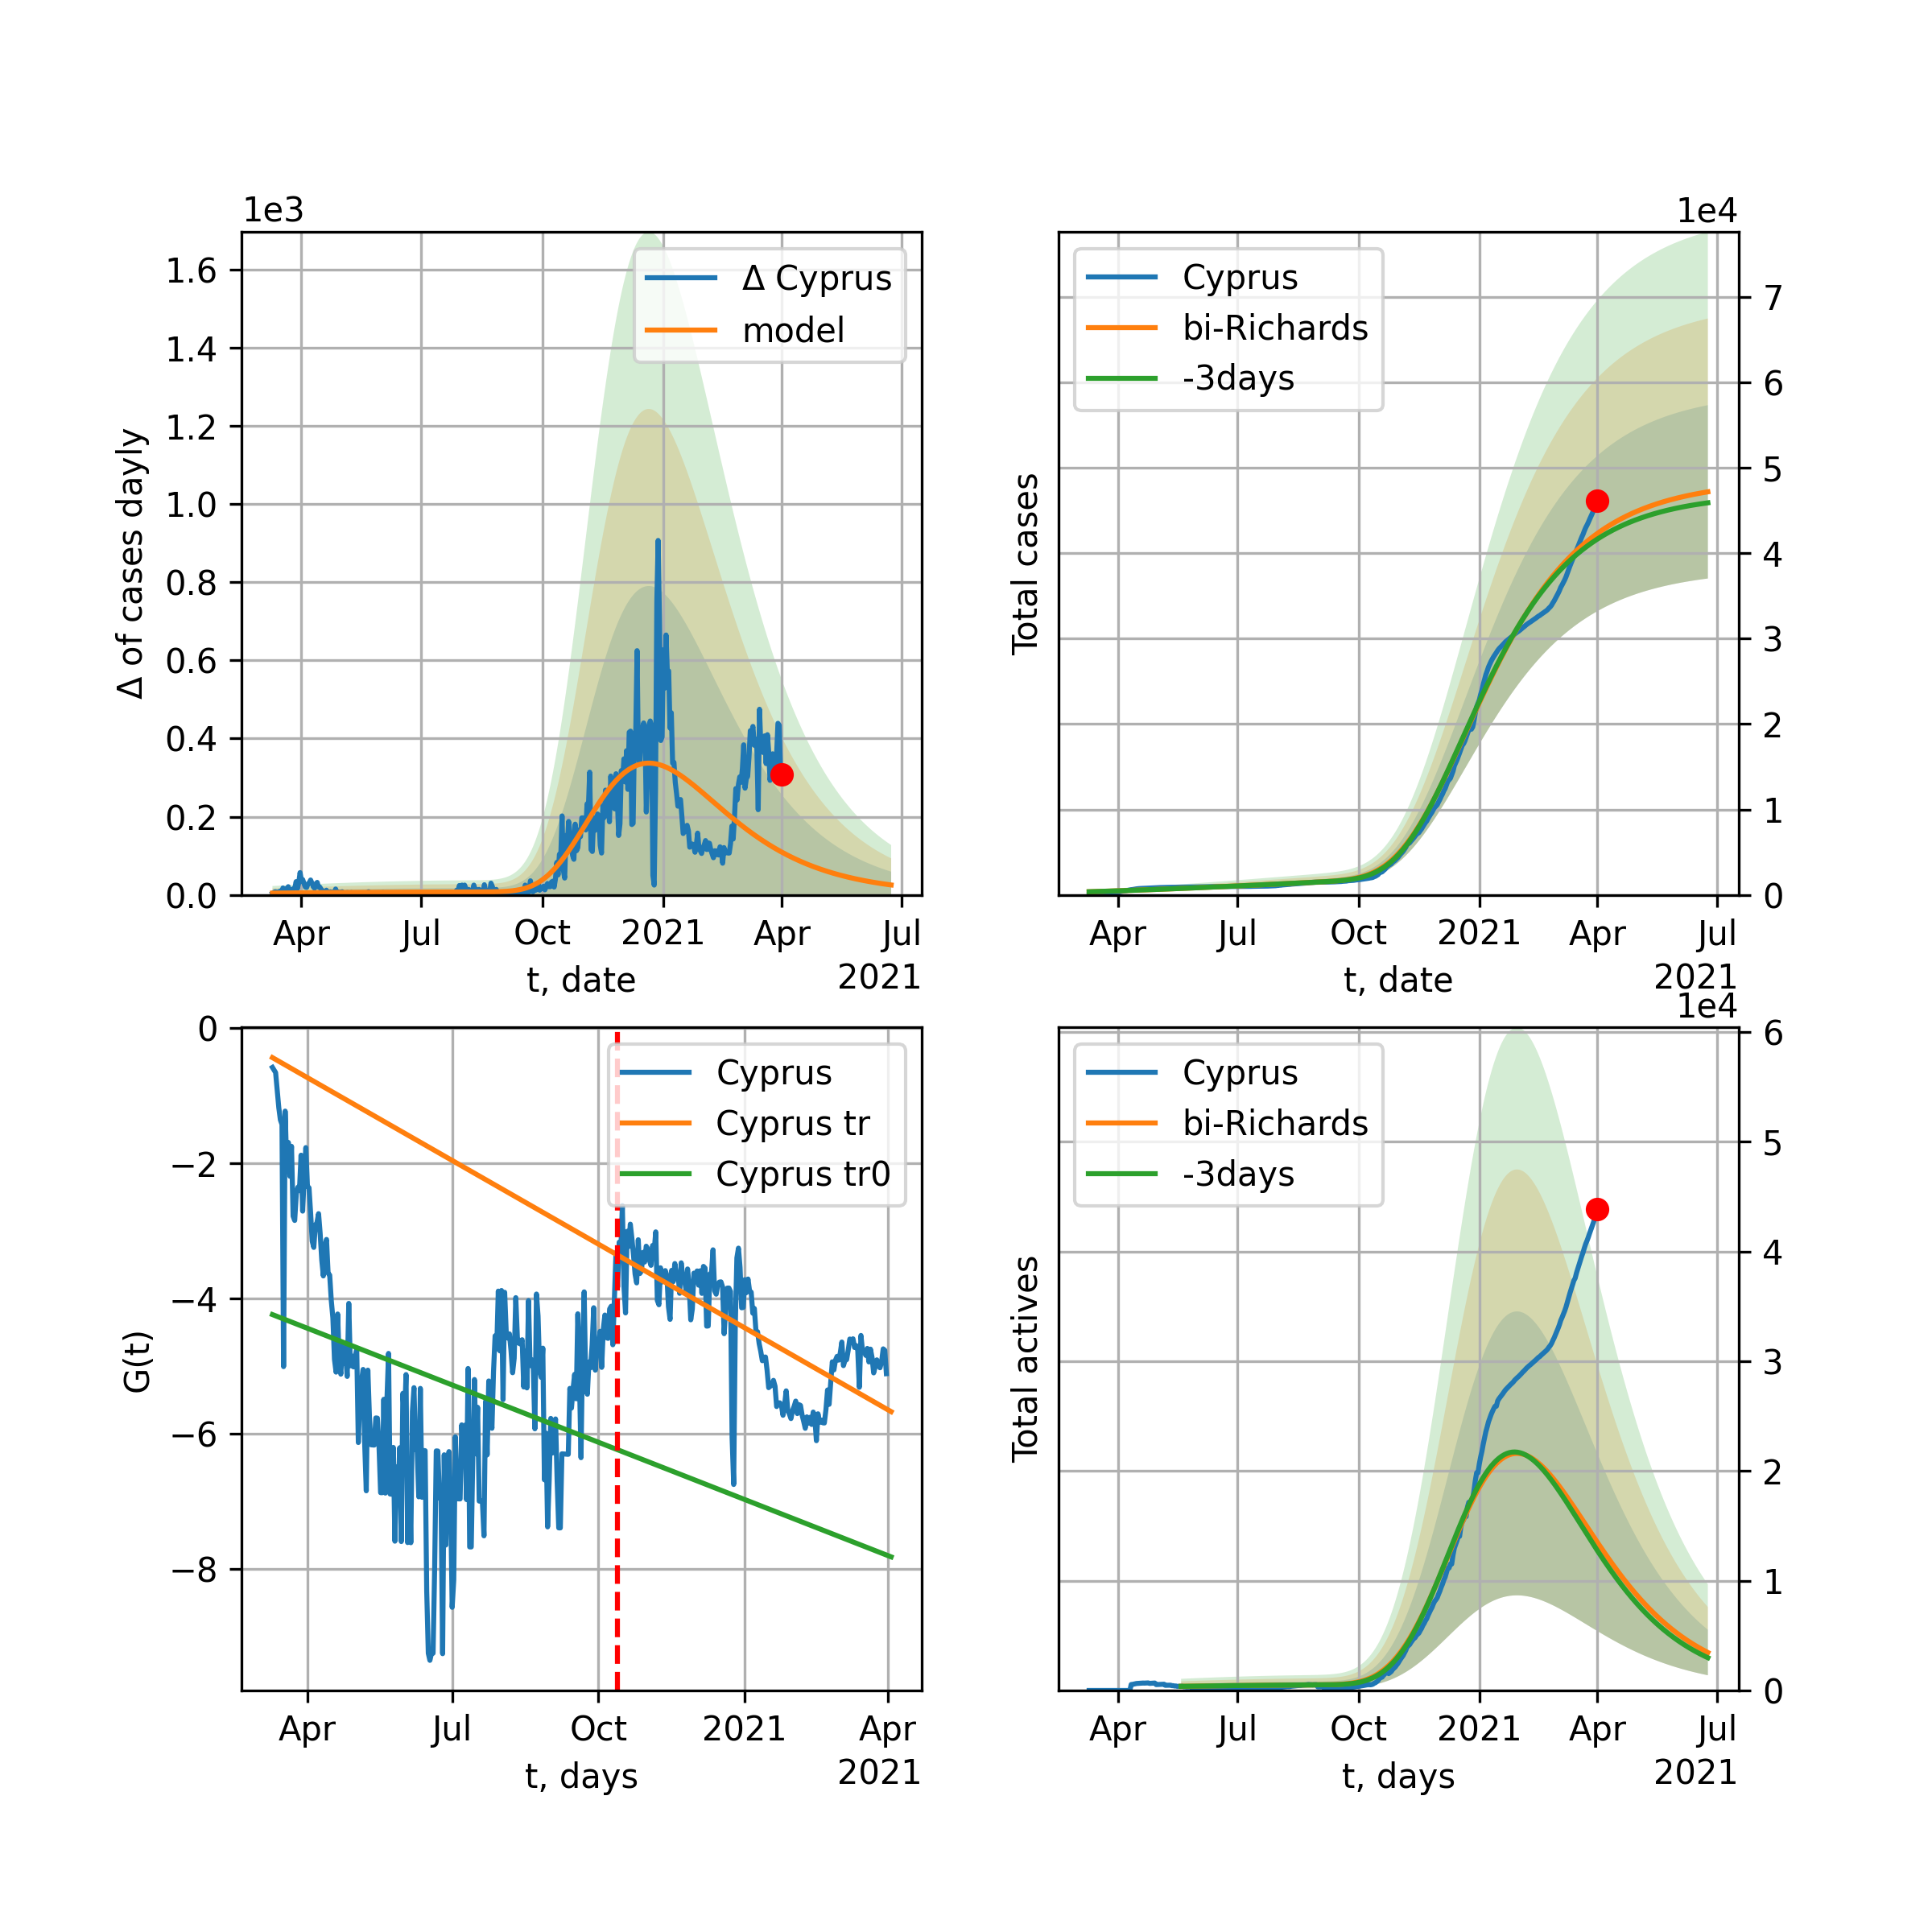 1e3
Δ of cases dayly
1.6
1.4
1.2
1.0
0.8
0.6
0.4
0.2
0.0
Δ Cyprus
model
Apr Jul Oct 2021 Apr Jul
t, date 2021
1e4
Total cases
Cyprus
bi-Richards
-3days
7
6
5
4
3
2
1
0
Apr Jul Oct 2021 Apr Jul
t, date 2021
G(t)
0
−2
−4
−6
−8
Cyprus
Cyprus tr
Cyprus tr0
Apr Jul Oct 2021 Apr
t, days 2021
1e4
Total actives
Cyprus
bi-Richards
-3days
6
5
4
3
2
1
0
Apr Jul Oct 2021 Apr Jul
t, days 2021